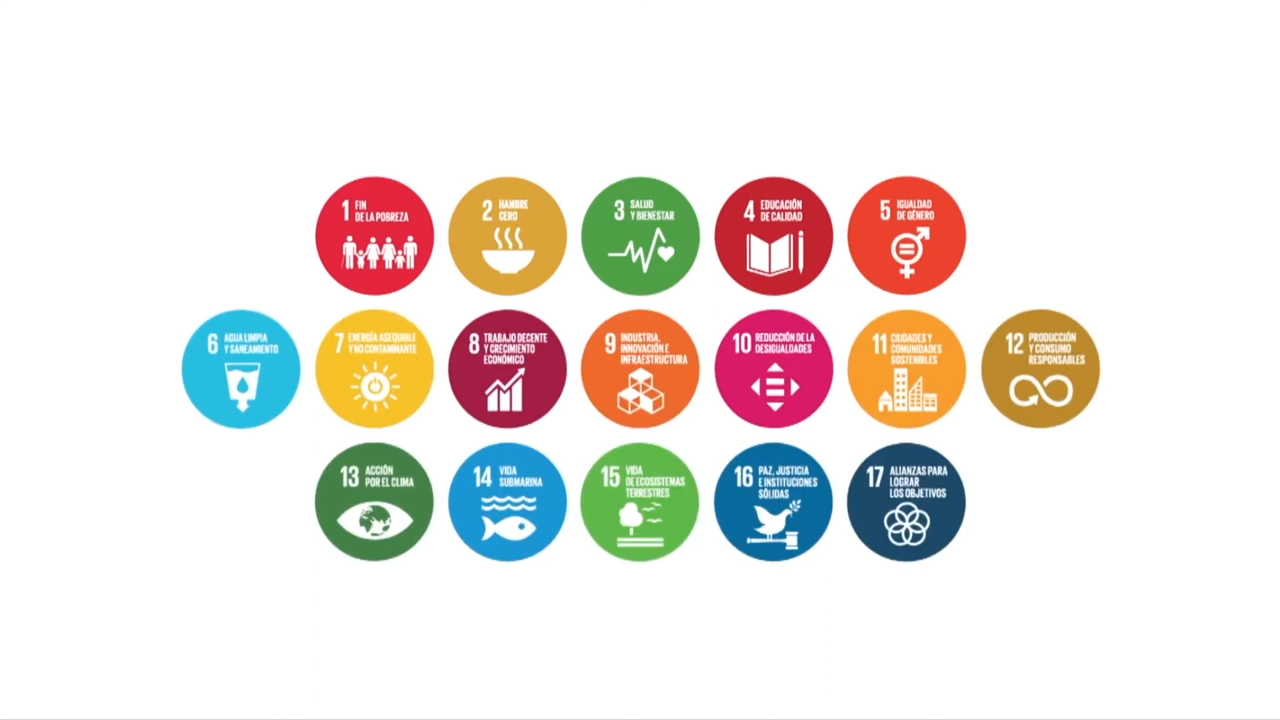 1 FIN
DE LA POBREZA
2 HAMBRE
CERO
3 SALUD
Y BIENESTAR
4 EDUCACIÓN
DE CALIDAD
5 IGUALDAD
DE GÉNERO
6 AGUA LIMPIA
Y SANEAMIENTO
7 ENERGÍA ASEQUIBLE
Y NO CONTAMINANTE
8 TRABAJO DECENTE
Y CRECIMIENTO
ECONÓMICO
9 INDUSTRIA,
INNOVACIÓN E
INFRAESTRUCTURA
10 REDUCCIÓN DE LA
DESIGUALDADES
11 CIUDADES Y
COMUNIDADES
SOSTENIBLES
12 PRODUCCIÓN
Y CONSUMO
RESPONSABLES
13 ACCIÓN
POR EL CLIMA
14 VIDA
SUBMARINA
15 VIDA
DE ECOSISTEMAS
TERRESTRES
16 PAZ, JUSTICIA
E INSTITUCIONES
SÓLIDAS
17 ALIANZAS PARA
LOGRAR
LOS OBJETIVOS